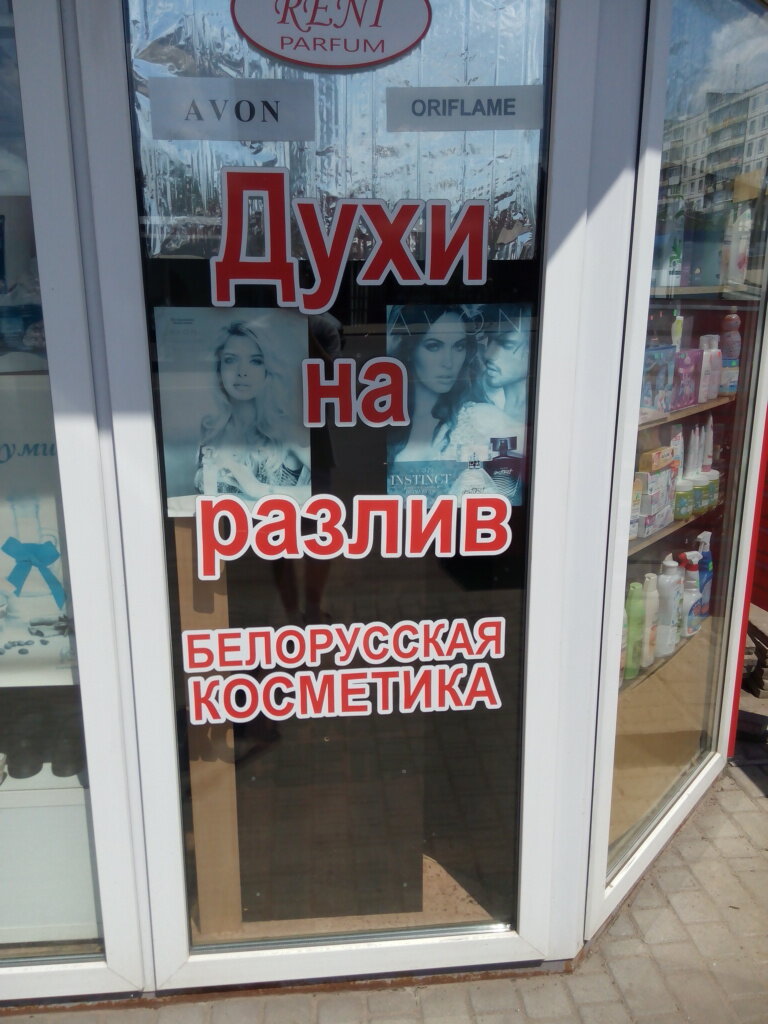 RENI
PARFUM
AVON
ORIFLAME
Духи
на
разлив
AVON
INSTINCT
БЕЛОРУССКАЯ
КОСМЕТИКА